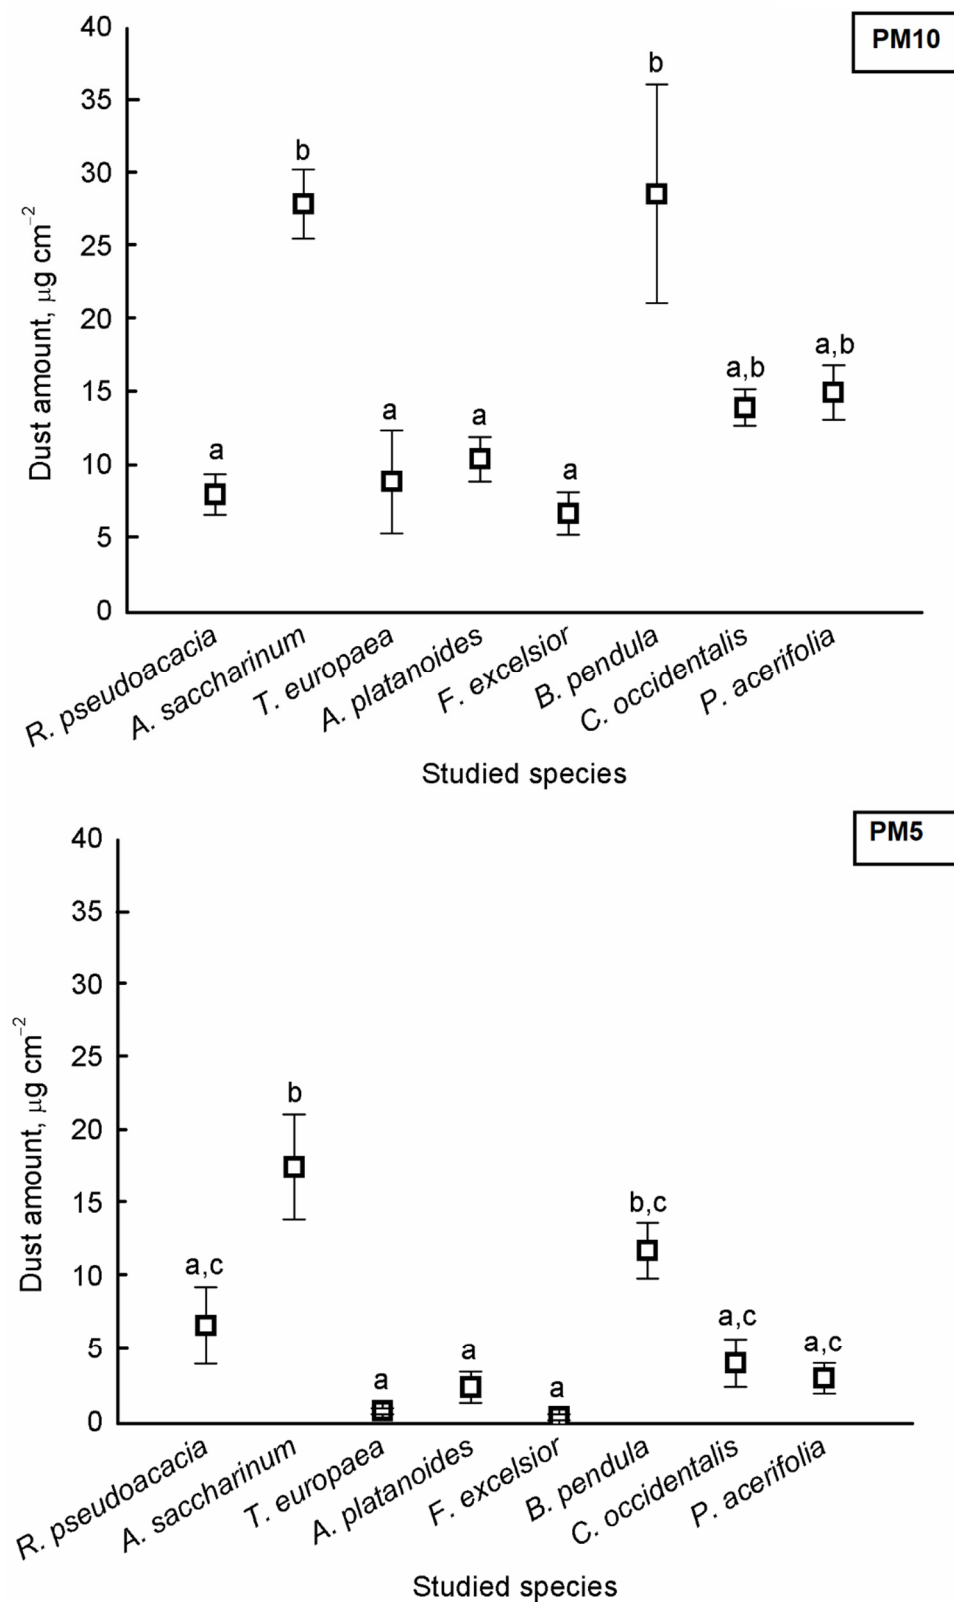 PM10
40
35
30
25
20
15
10
5
0
Dust amount, μg cm⁻²
a
b
a
a
a
b
a,b
a,b
R. pseudoacacia
A. saccharinum
T. europaea
A. platanoides
F. excelsior
B. pendula
C. occidentalis
P. acerifolia
Studied species
PM5
40
35
30
25
20
15
10
5
0
Dust amount, μg cm⁻²
a,c
b
a
a
a
b,c
a,c
a,c
R. pseudoacacia
A. saccharinum
T. europaea
A. platanoides
F. excelsior
B. pendula
C. occidentalis
P. acerifolia
Studied species